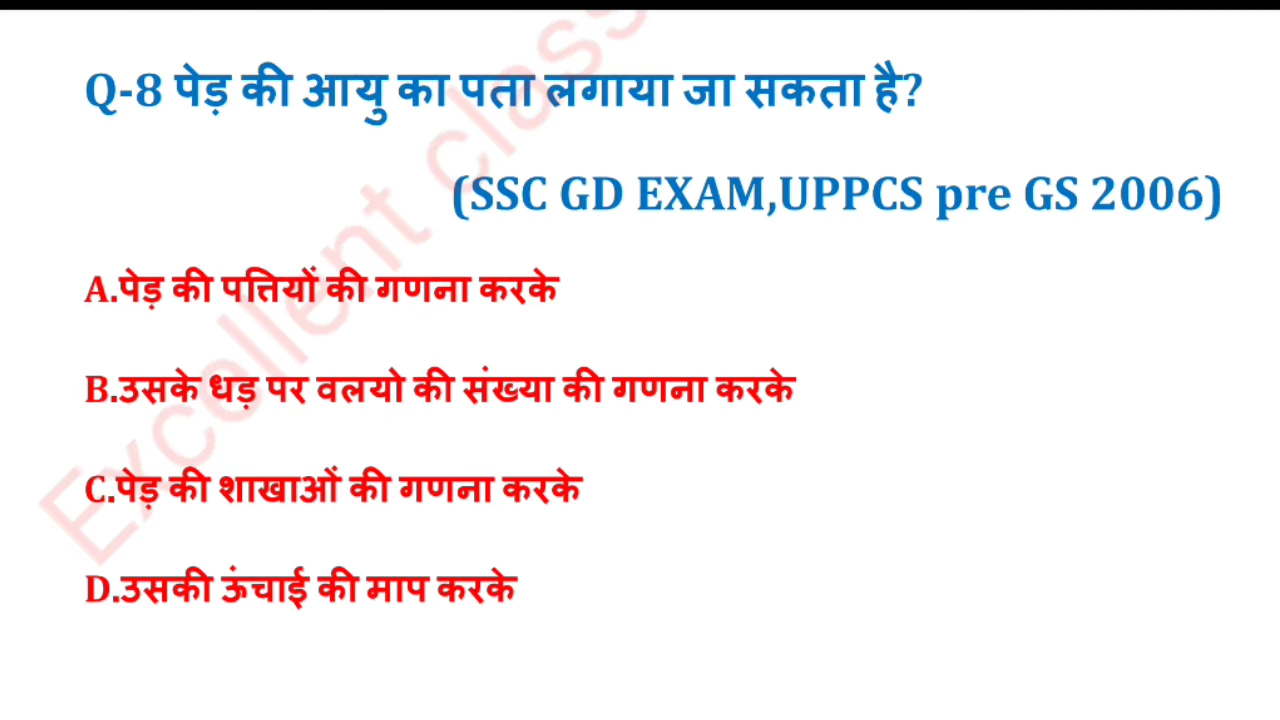 Q-8 पेड़ की आयु का पता लगाया जा सकता है?
(SSC GD EXAM,UPPCS pre GS 2006)
A.पेड़ की पत्तियों की गणना करके
B.उसके धड़ पर वलयो की संख्या की गणना करके
C.पेड़ की शाखाओं की गणना करके
D.उसकी ऊंचाई की माप करके
Excellent class